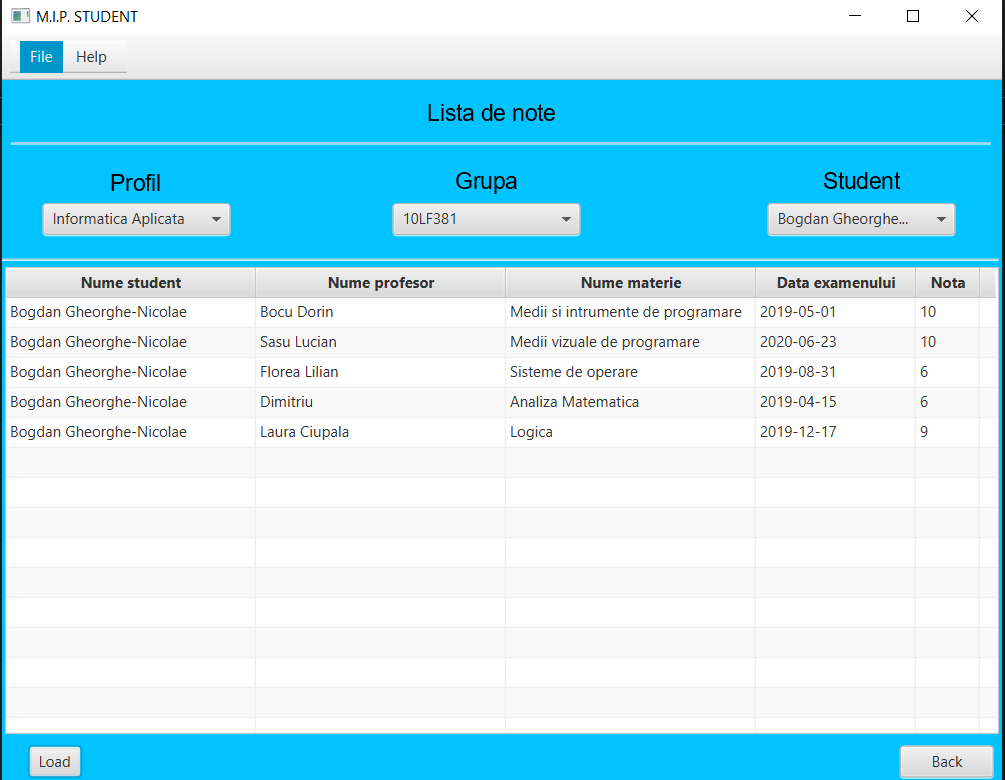 M.I.P. STUDENT
File Help
Lista de note
Profil Grupa Student
Informatica Aplicata 10LF381 Bogdan Gheorghe...
Nume student Nume profesor Nume materie Data examenului Nota
Bogdan Gheorghe-Nicolae Bocu Dorin Medii si intrumente de programare 2019-05-01 10
Bogdan Gheorghe-Nicolae Sasu Lucian Medii vizuale de programare 2020-06-23 10
Bogdan Gheorghe-Nicolae Florea Lilian Sisteme de operare 2019-08-31 6
Bogdan Gheorghe-Nicolae Dimitriu Analiza Matematica 2019-04-15 6
Bogdan Gheorghe-Nicolae Laura Ciupala Logica 2019-12-17 9
Load Back